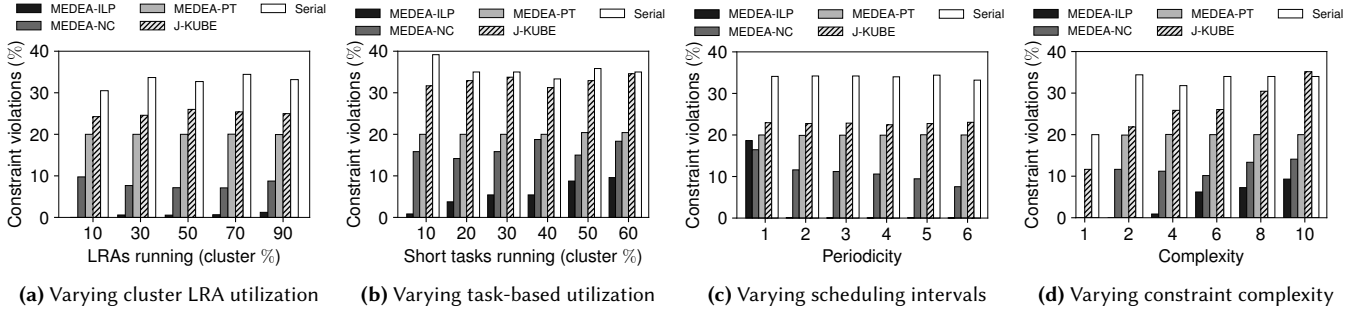 MEDEA-ILP MEDEA-PT Serial
MEDEA-NC J-KUBE
Constraint violations (%)
40
30
20
10
0
10 30 50 70 90
LRAs running (cluster %)
(a) Varying cluster LRA utilization
MEDEA-ILP MEDEA-PT Serial
MEDEA-NC J-KUBE
Constraint violations (%)
40
30
20
10
0
10 20 30 40 50 60
Short tasks running (cluster %)
(b) Varying task-based utilization
MEDEA-ILP MEDEA-PT Serial
MEDEA-NC J-KUBE
Constraint violations (%)
40
30
20
10
0
1 2 3 4 5 6
Periodicity
(c) Varying scheduling intervals
MEDEA-ILP MEDEA-PT Serial
MEDEA-NC J-KUBE
Constraint violations (%)
40
30
20
10
0
1 2 4 6 8 10
Complexity
(d) Varying constraint complexity